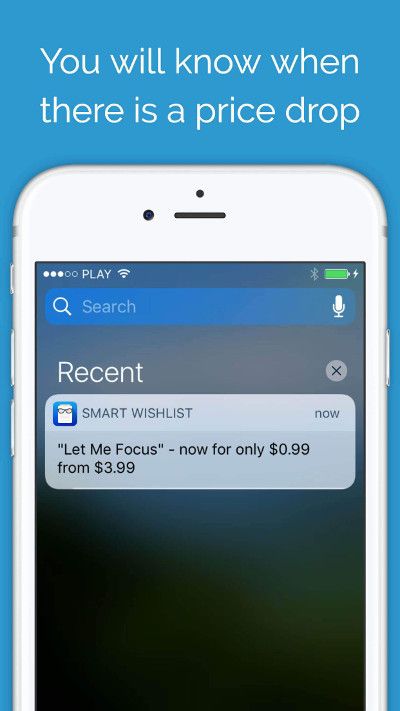 You will know when
there is a price drop
PLAY
Search
Recent
SMART WISHLIST now
"Let Me Focus" - now for only $0.99
from $3.99